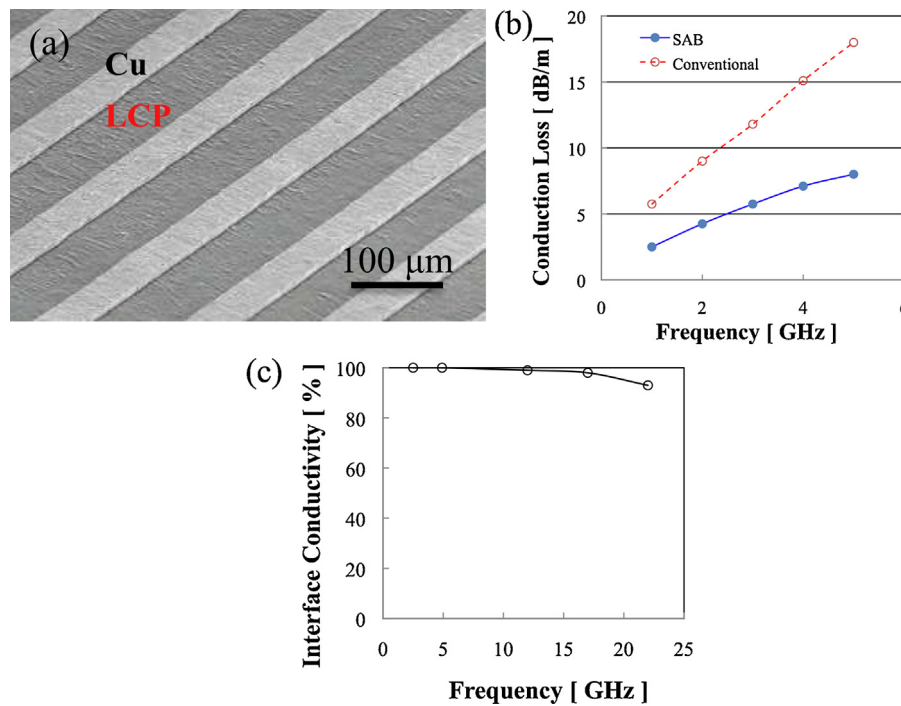 (a)
Cu
LCP
100 μm
(b)
Conduction Loss [ dB/m ]
20
15
10
5
0
SAB
Conventional
0 2 4 6
Frequency [ GHz ]
(c)
Interface Conductivity [ % ]
100
80
60
40
20
0
0 5 10 15 20 25
Frequency [ GHz ]